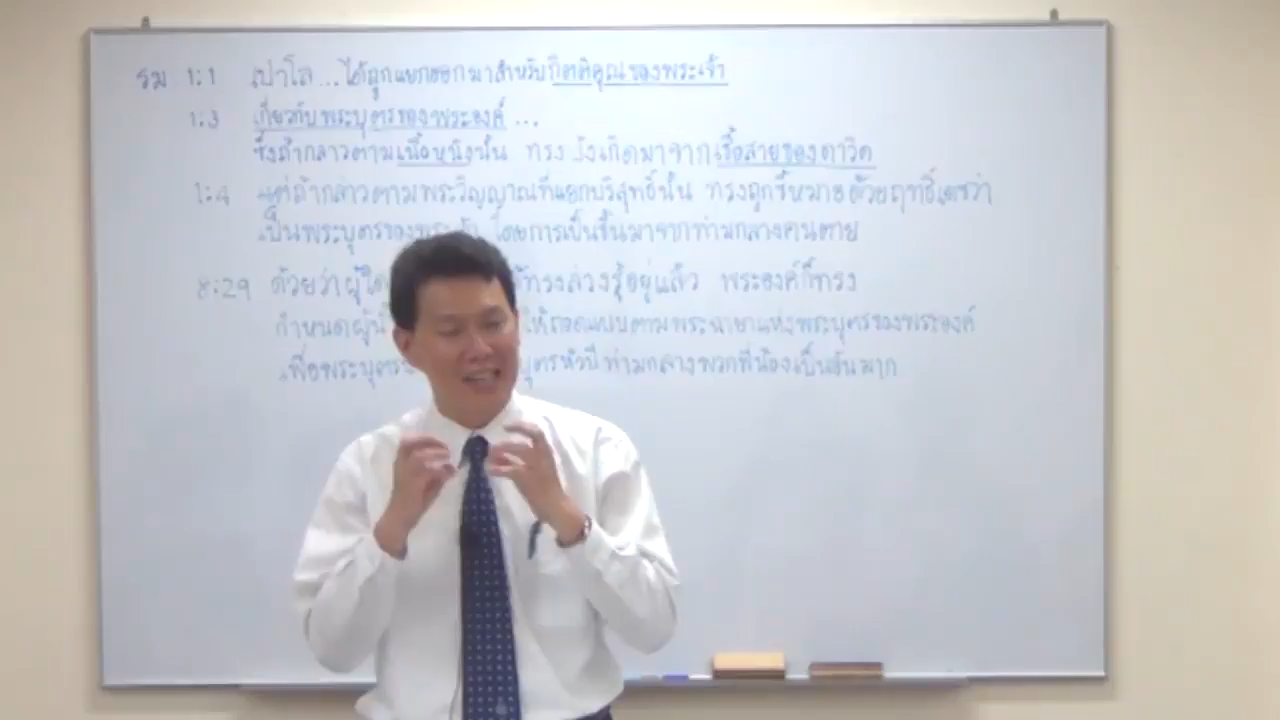 รม 1:1 เปาโล ... ได้ถูกแยกออกมาสำหรับกิตติคุณของพระเจ้า
1:3 เกี่ยวกับพระบุตรของพระองค์ ...
ซึ่งถ้ากล่าวตามเนื้อหนังนั้น ทรงบังเกิดมาจากเชื้อสายของดาวิด
1:4 แต่ถ้ากล่าวตามพระวิญญาณที่แยกบริสุทธิ์นั้น ทรงถูกชี้หมายด้วยฤทธิ์เดชว่า
เป็นพระบุตรของ โดยการเป็นขึ้นมาจากท่ามกลางคนตาย
8:29 ด้วยว่าผู้ใด ทรงล่วงรู้อยู่แล้ว พระองค์ก็ทรง
กำหนดผู้ ให้ถอดแบบตามพระฉายาแห่งพระบุตรของพระองค์
เพื่อพระบุตร บุตรหัวปีท่ามกลางพวกพี่น้องเป็นอันมาก